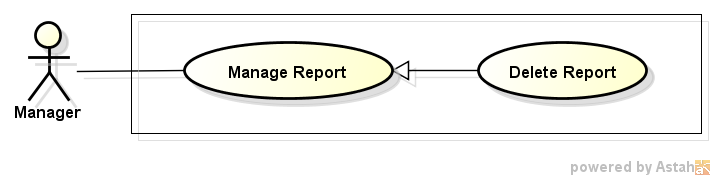 Manage Report
Delete Report
Manager
powered by Astah